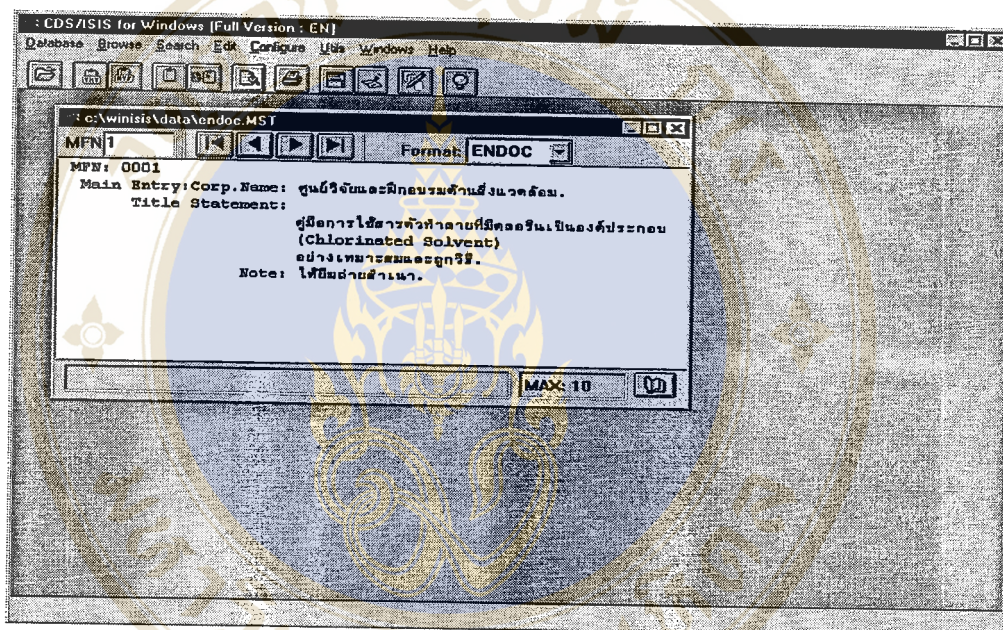 : CDS/ISIS for Windows [Full Version : EN]
Database Browse Search Edit Configure Utils Windows Help
: c:\winisis\data\endoc.MST
MFN 1 Format: ENDOC
MFN: 0001
Main Entry:Corp.Name: ศูนย์วิจัยและฝึกอบรมด้านสิ่งแวดล้อม.
Title Statement:
คู่มือการใช้สารตัวทำลายที่มีคลอรีนเป็นองค์ประกอบ
(Chlorinated Solvent)
อย่างเหมาะสมและถูกวิธี.
Note: ให้ยืมถ่ายสำเนา.
MAX: 10